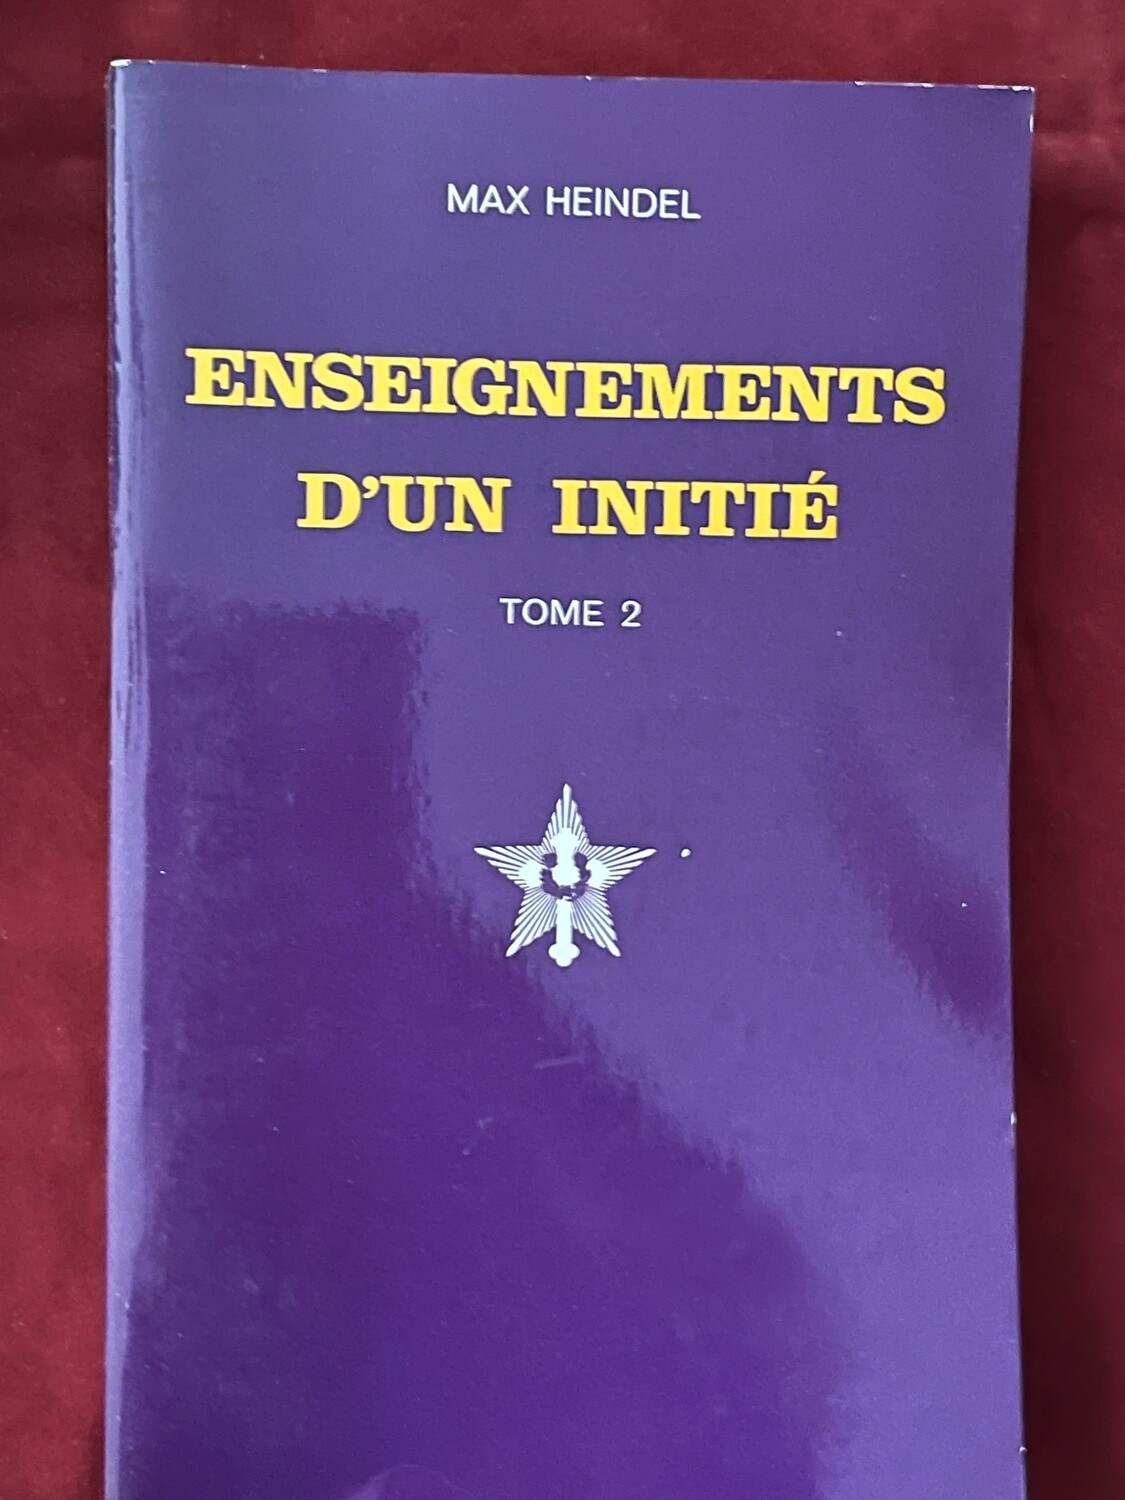 MAX HEINDEL
ENSEIGNEMENTS
D'UN INITIÉ
TOME 2